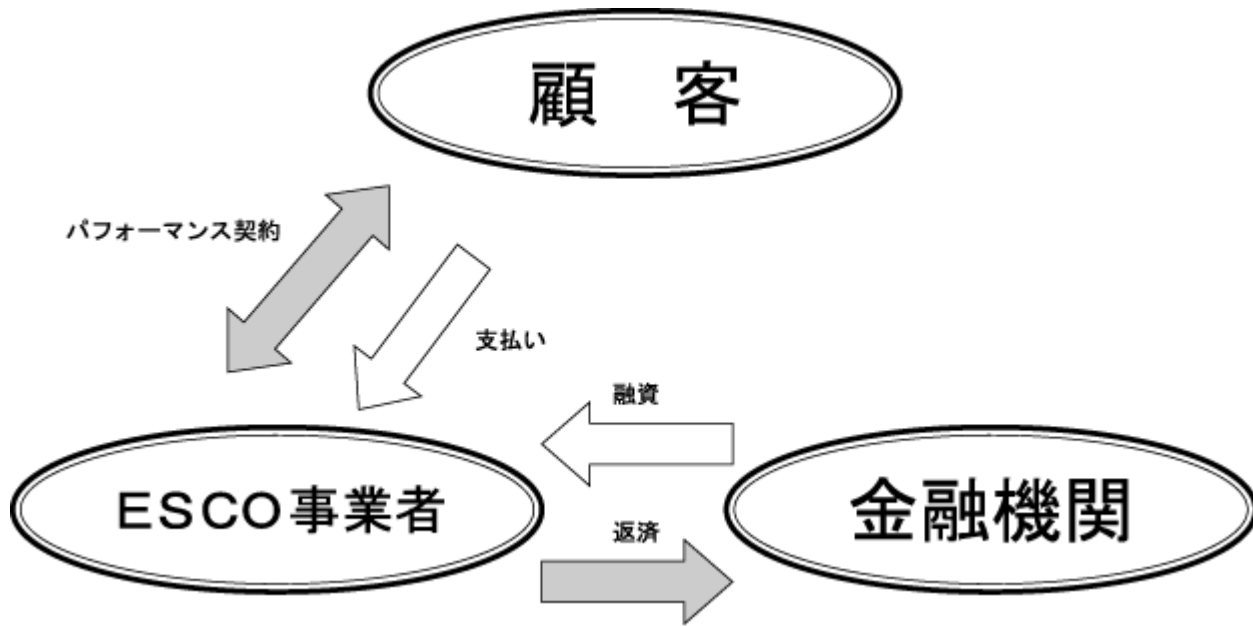 顧　客
パフォーマンス契約
支払い
融資
ＥＳＣＯ事業者
金融機関
返済